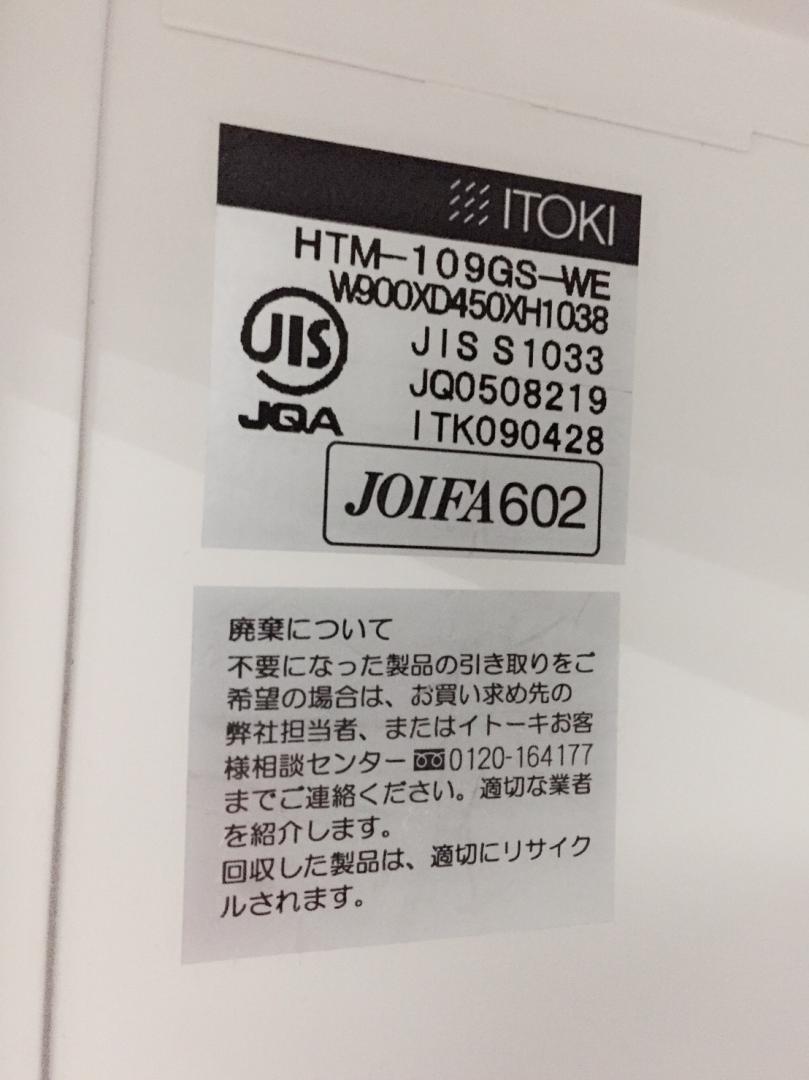 ITOKI
HTM-109GS-WE
W900XD450XH1038
JIS
JIS S1033
JQ0508219
JQA
ITK090428
JOIFA602
廃棄について
不要になった製品の引き取りをご
希望の場合は、お買い求め先の
弊社担当者、またはイトーキお客
様相談センター0120-164177
までご連絡ください。適切な業者
を紹介します。
回収した製品は、適切にリサイク
ルされます。